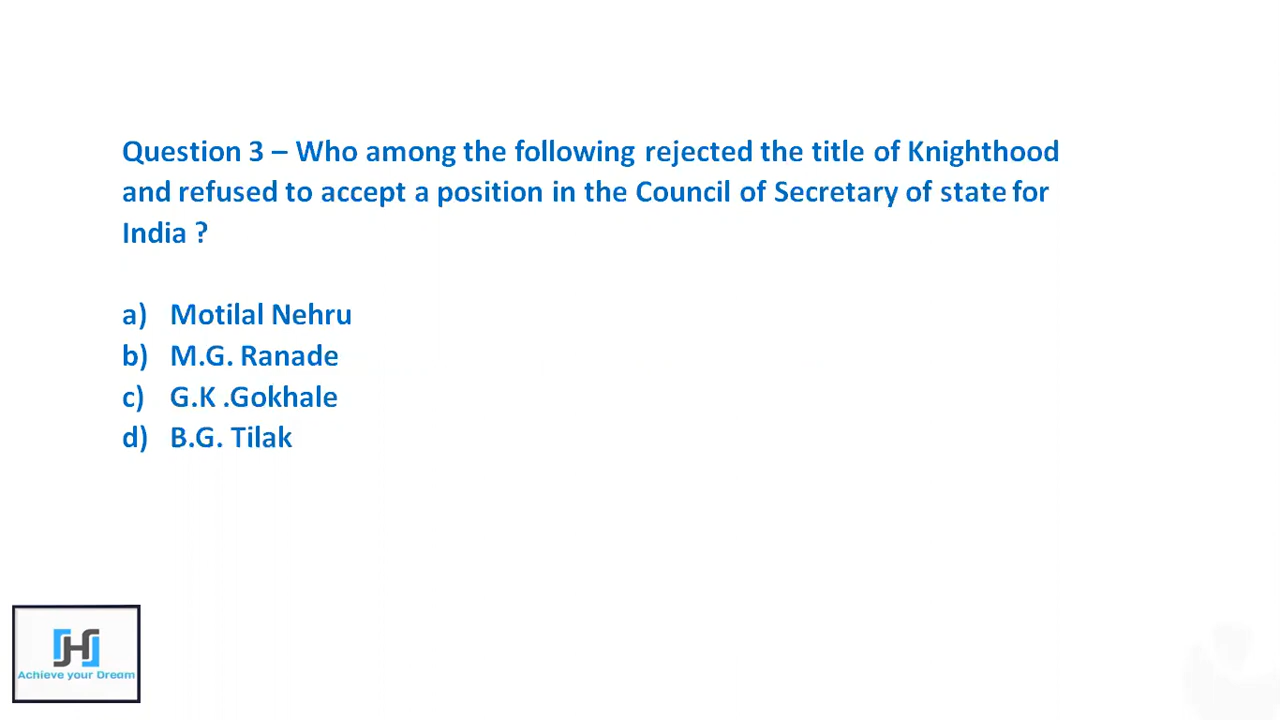 Question 3 – Who among the following rejected the title of Knighthood
and refused to accept a position in the Council of Secretary of state for
India ?
a) Motilal Nehru
b) M.G. Ranade
c) G.K .Gokhale
d) B.G. Tilak
Achieve your Dream